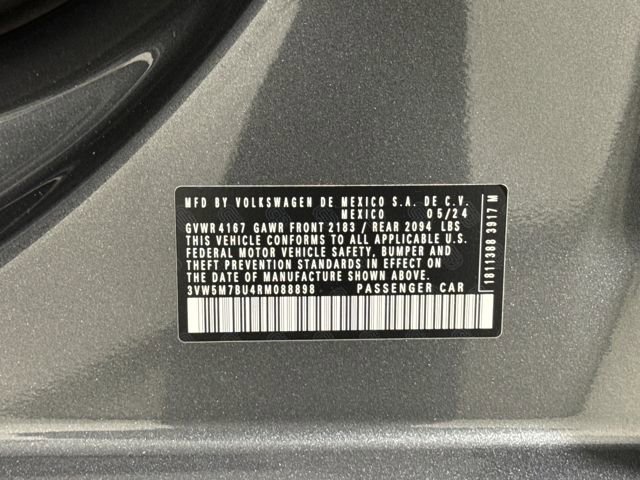 MFD BY VOLKSWAGEN DE MEXICO S.A. DE C.V.
MEXICO 05/24
GVWR 4167 GAWR FRONT 2183 / REAR 2094 LBS
THIS VEHICLE CONFORMS TO ALL APPLICABLE U.S.
FEDERAL MOTOR VEHICLE SAFETY, BUMPER AND
THEFT PREVENTION STANDARDS IN EFFECT ON
THE DATE OF MANUFACTURE SHOWN ABOVE.
3VW5M7BU4RM088898 PASSENGER CAR
1811388 3917 M